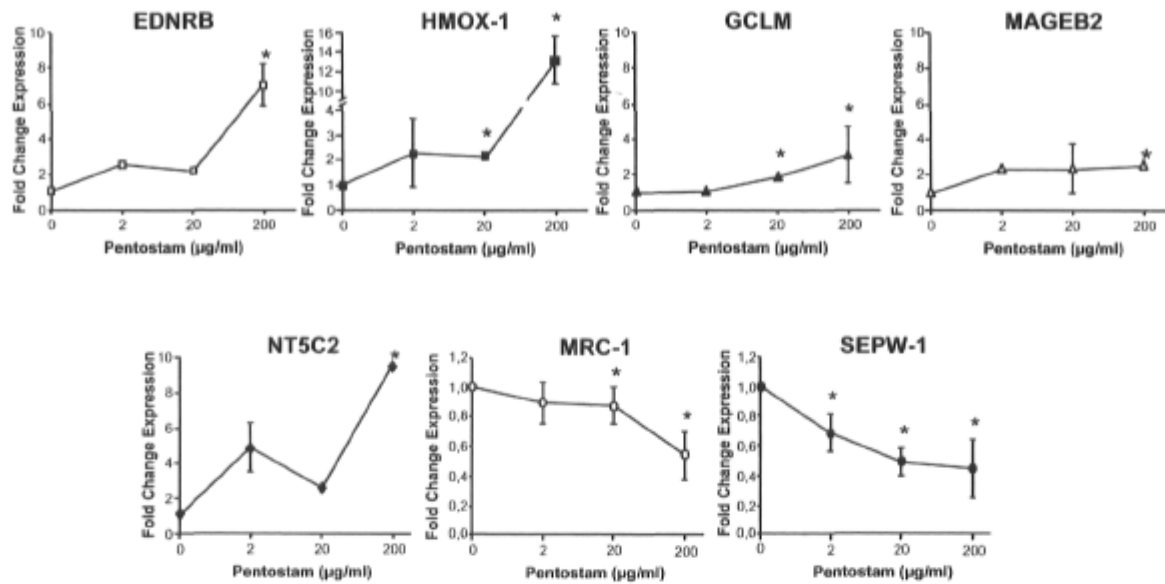 EDNRB HMOX-1 GCLM MAGEB2
Fold Change Expression
10
8
6
4
2
0
*
0 2 20 200
Pentostam (µg/ml)
Fold Change Expression
16
14
12
10
4
3
2
1
0
*
*
0 2 20 200
Pentostam (µg/ml)
Fold Change Expression
10
8
6
4
2
0
*
*
0 2 20 200
Pentostam (µg/ml)
Fold Change Expression
10
8
6
4
2
0
*
0 2 20 200
Pentostam (µg/ml)
NT5C2 MRC-1 SEPW-1
Fold Change Expression
10
8
6
4
2
0
*
0 2 20 200
Pentostam (µg/ml)
Fold Change Expression
1,2
1,0
0,8
0,6
0,4
0,2
0,0
*
*
0 2 20 200
Pentostam (µg/ml)
Fold Change Expression
1,2
1,0
0,8
0,6
0,4
0,2
0,0
*
*
*
0 2 20 200
Pentostam (µg/ml)